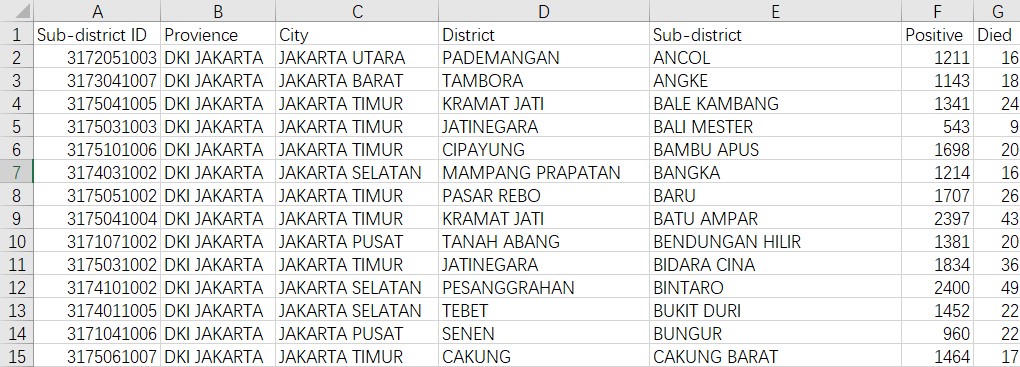 A B C D E F G
1 Sub-district ID Provience City District Sub-district Positive Died
2 3172051003 DKI JAKARTA JAKARTA UTARA PADEMANGAN ANCOL 1211 16
3 3173041007 DKI JAKARTA JAKARTA BARAT TAMBORA ANGKE 1143 18
4 3175041005 DKI JAKARTA JAKARTA TIMUR KRAMAT JATI BALE KAMBANG 1341 24
5 3175031003 DKI JAKARTA JAKARTA TIMUR JATINEGARA BALI MESTER 543 9
6 3175101006 DKI JAKARTA JAKARTA TIMUR CIPAYUNG BAMBU APUS 1698 20
7 3174031002 DKI JAKARTA JAKARTA SELATAN MAMPANG PRAPATAN BANGKA 1214 16
8 3175051002 DKI JAKARTA JAKARTA TIMUR PASAR REBO BARU 1707 26
9 3175041004 DKI JAKARTA JAKARTA TIMUR KRAMAT JATI BATU AMPAR 2397 43
10 3171071002 DKI JAKARTA JAKARTA PUSAT TANAH ABANG BENDUNGAN HILIR 1381 20
11 3175031002 DKI JAKARTA JAKARTA TIMUR JATINEGARA BIDARA CINA 1834 36
12 3174101002 DKI JAKARTA JAKARTA SELATAN PESANGGRAHAN BINTARO 2400 49
13 3174011005 DKI JAKARTA JAKARTA SELATAN TEBET BUKIT DURI 1452 22
14 3171041006 DKI JAKARTA JAKARTA PUSAT SENEN BUNGUR 960 22
15 3175061007 DKI JAKARTA JAKARTA TIMUR CAKUNG CAKUNG BARAT 1464 17